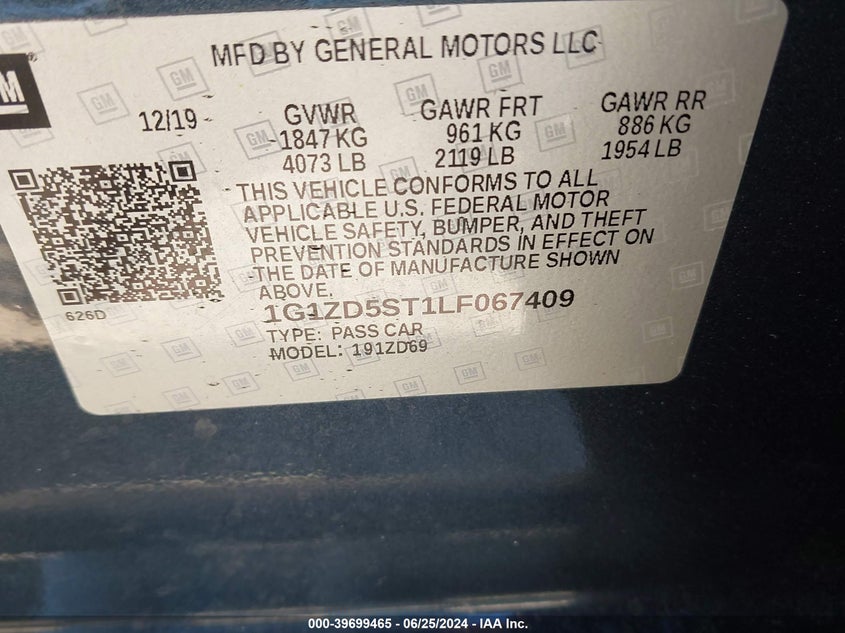 GM
MFD BY GENERAL MOTORS LLC
12/19 GVWR GAWR FRT GAWR RR
1847 KG 961 KG 886 KG
4073 LB 2119 LB 1954 LB
THIS VEHICLE CONFORMS TO ALL
APPLICABLE U.S. FEDERAL MOTOR
VEHICLE SAFETY, BUMPER, AND THEFT
PREVENTION STANDARDS IN EFFECT ON
THE DATE OF MANUFACTURE SHOWN
ABOVE.
626D
1G1ZD5ST1LF067409
TYPE: PASS CAR
MODEL: 191ZD69
000-39699465 - 06/25/2024 - IAA Inc.